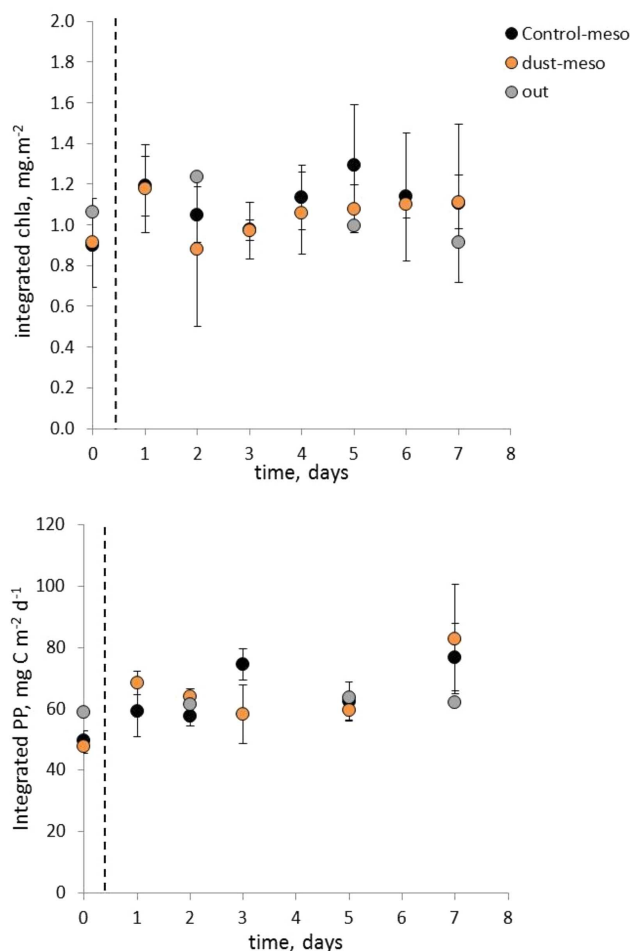 2.0
1.8
1.6
1.4
1.2
1.0
0.8
0.6
0.4
0.2
0.0
integrated chla, mg.m-2
0 1 2 3 4 5 6 7 8
time, days
Control-meso
dust-meso
out
120
100
80
60
40
20
0
Integrated PP, mg C m-2 d-1
0 1 2 3 4 5 6 7 8
time, days